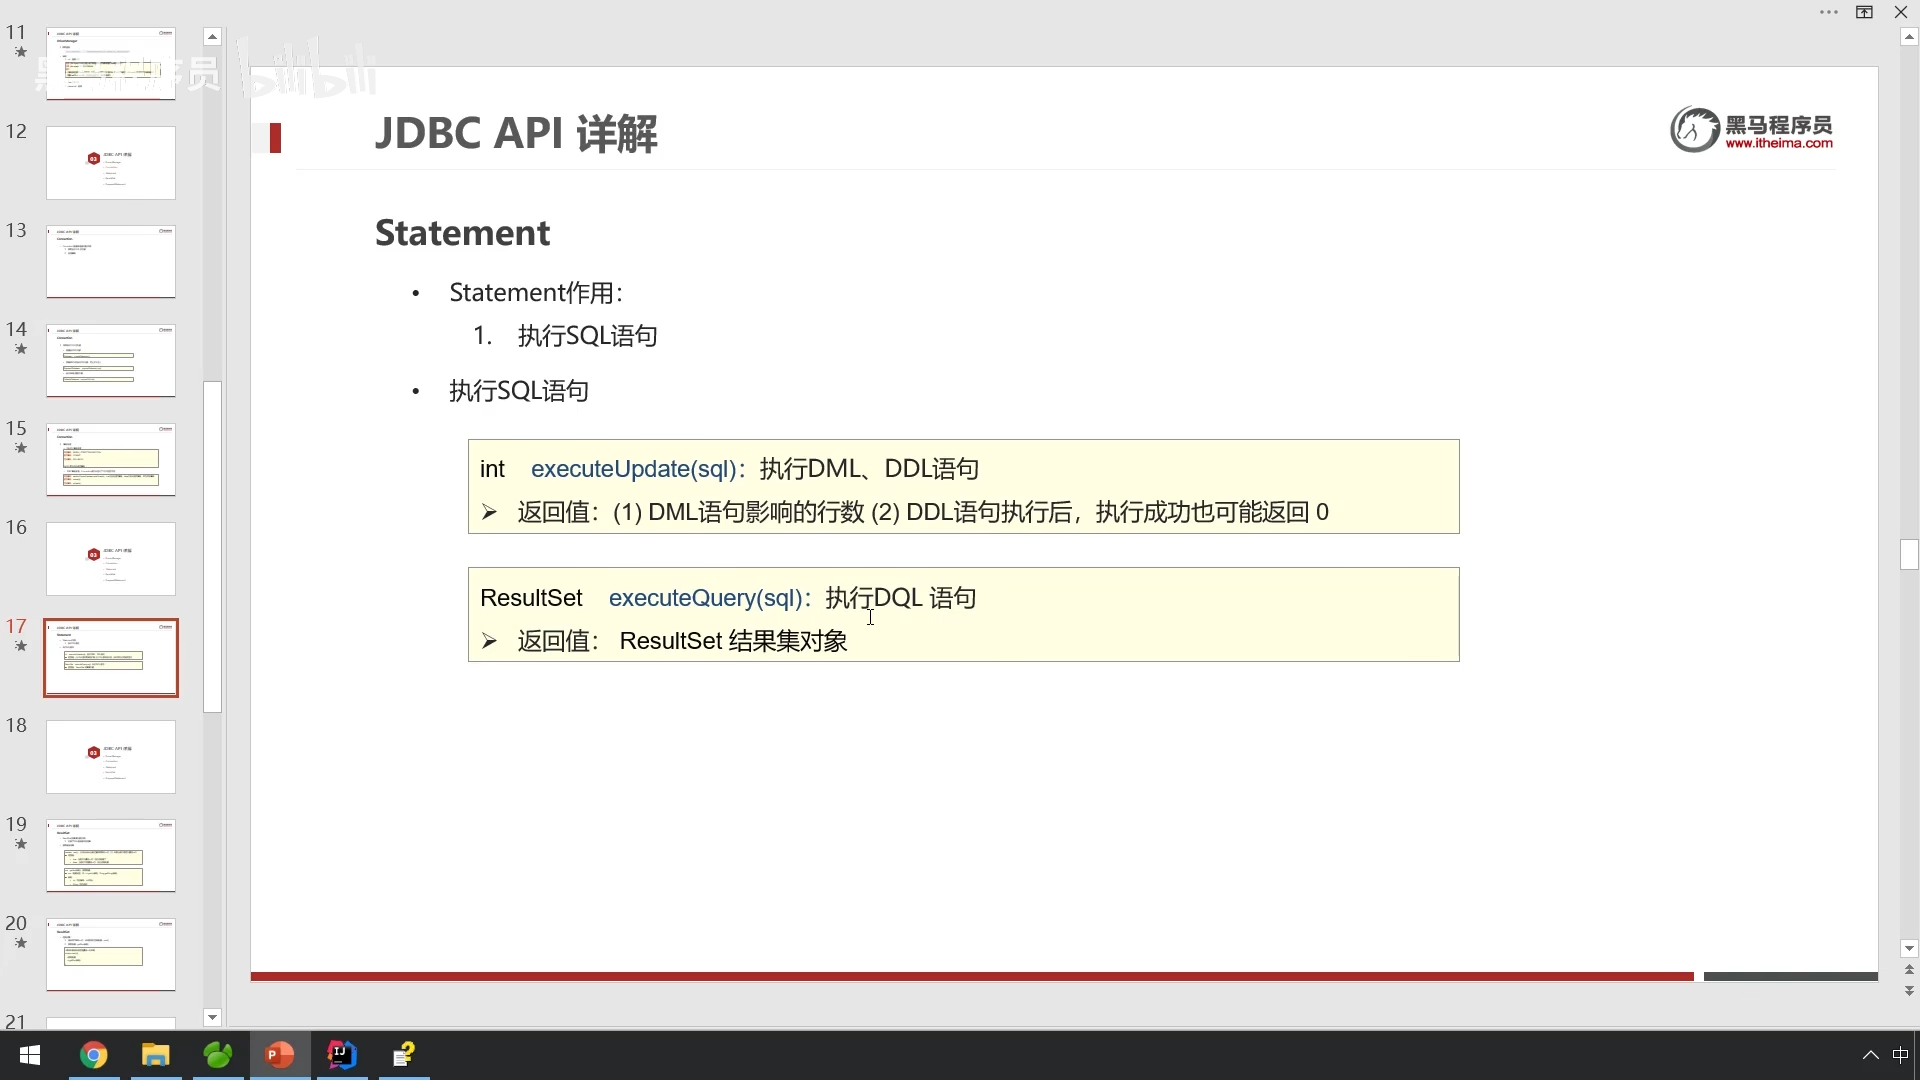 11
12
13
14
15
16
17
18
19
20
21
bilibili
JDBC API 详解
黑马程序员
www.itheima.com
Statement
• Statement作用：
1. 执行SQL语句
• 执行SQL语句
int executeUpdate(sql)：执行DML、DDL语句
➢ 返回值：(1) DML语句影响的行数 (2) DDL语句执行后，执行成功也可能返回 0
ResultSet executeQuery(sql)：执行DQL 语句
➢ 返回值： ResultSet 结果集对象
中